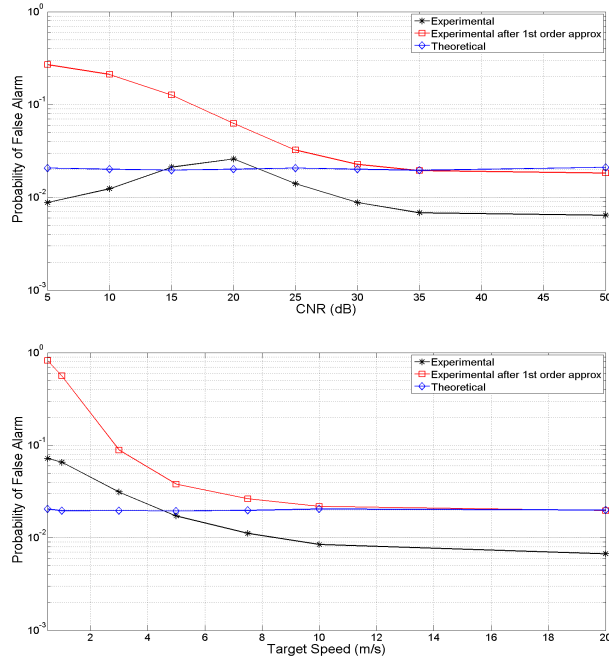 10^0
10^-1
10^-2
10^-3
Probability of False Alarm
Experimental
Experimental after 1st order approx
Theoretical
5 10 15 20 25 30 35 40 45 50
CNR (dB)
10^0
10^-1
10^-2
10^-3
Probability of False Alarm
Experimental
Experimental after 1st order approx
Theoretical
2 4 6 8 10 12 14 16 18 20
Target Speed (m/s)